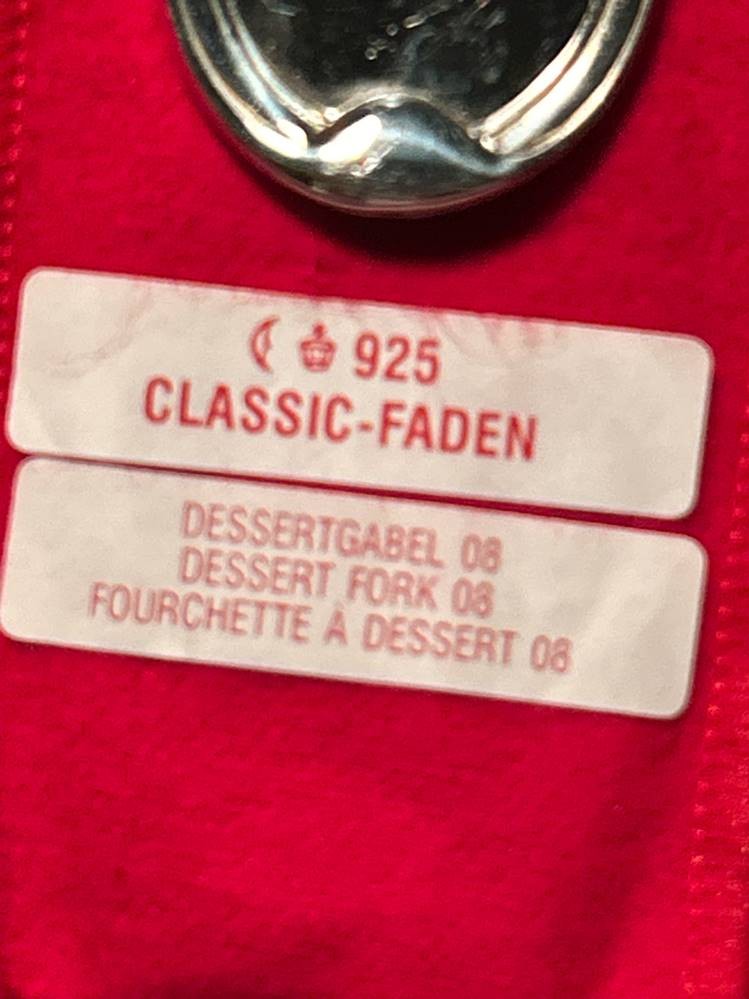 925
CLASSIC-FADEN
DESSERTGABEL 08
DESSERT FORK 08
FOURCHETTE À DESSERT 08